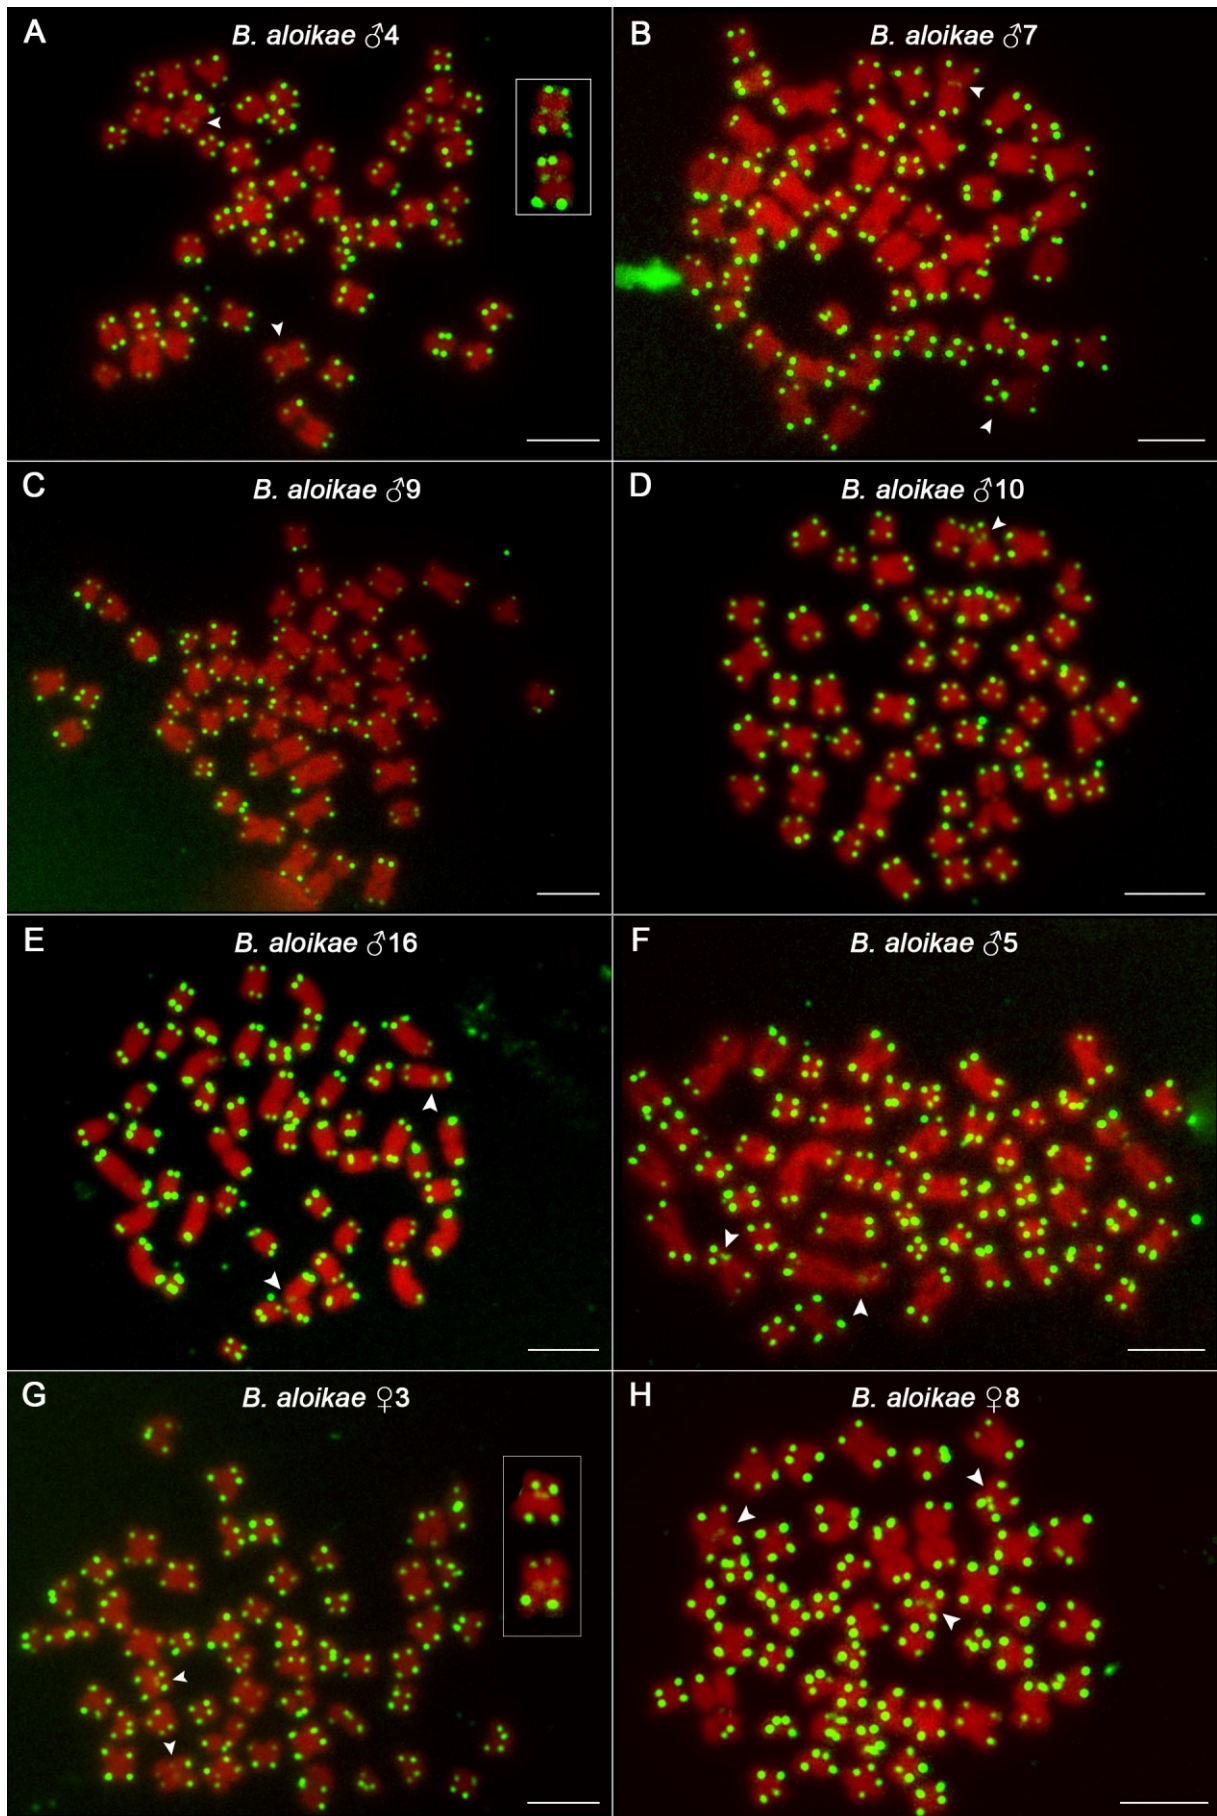 A
B. aloikae ♂4
B
B. aloikae ♂7
C
B. aloikae ♂9
D
B. aloikae ♂10
E
B. aloikae ♂16
F
B. aloikae ♂5
G
B. aloikae ♀3
H
B. aloikae ♀8